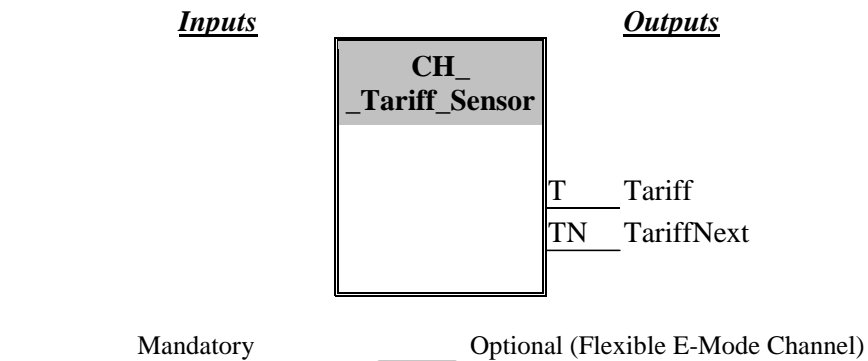 Inputs Outputs
CH_
_Tariff_Sensor
T Tariff
TN TariffNext
Mandatory Optional (Flexible E-Mode Channel)